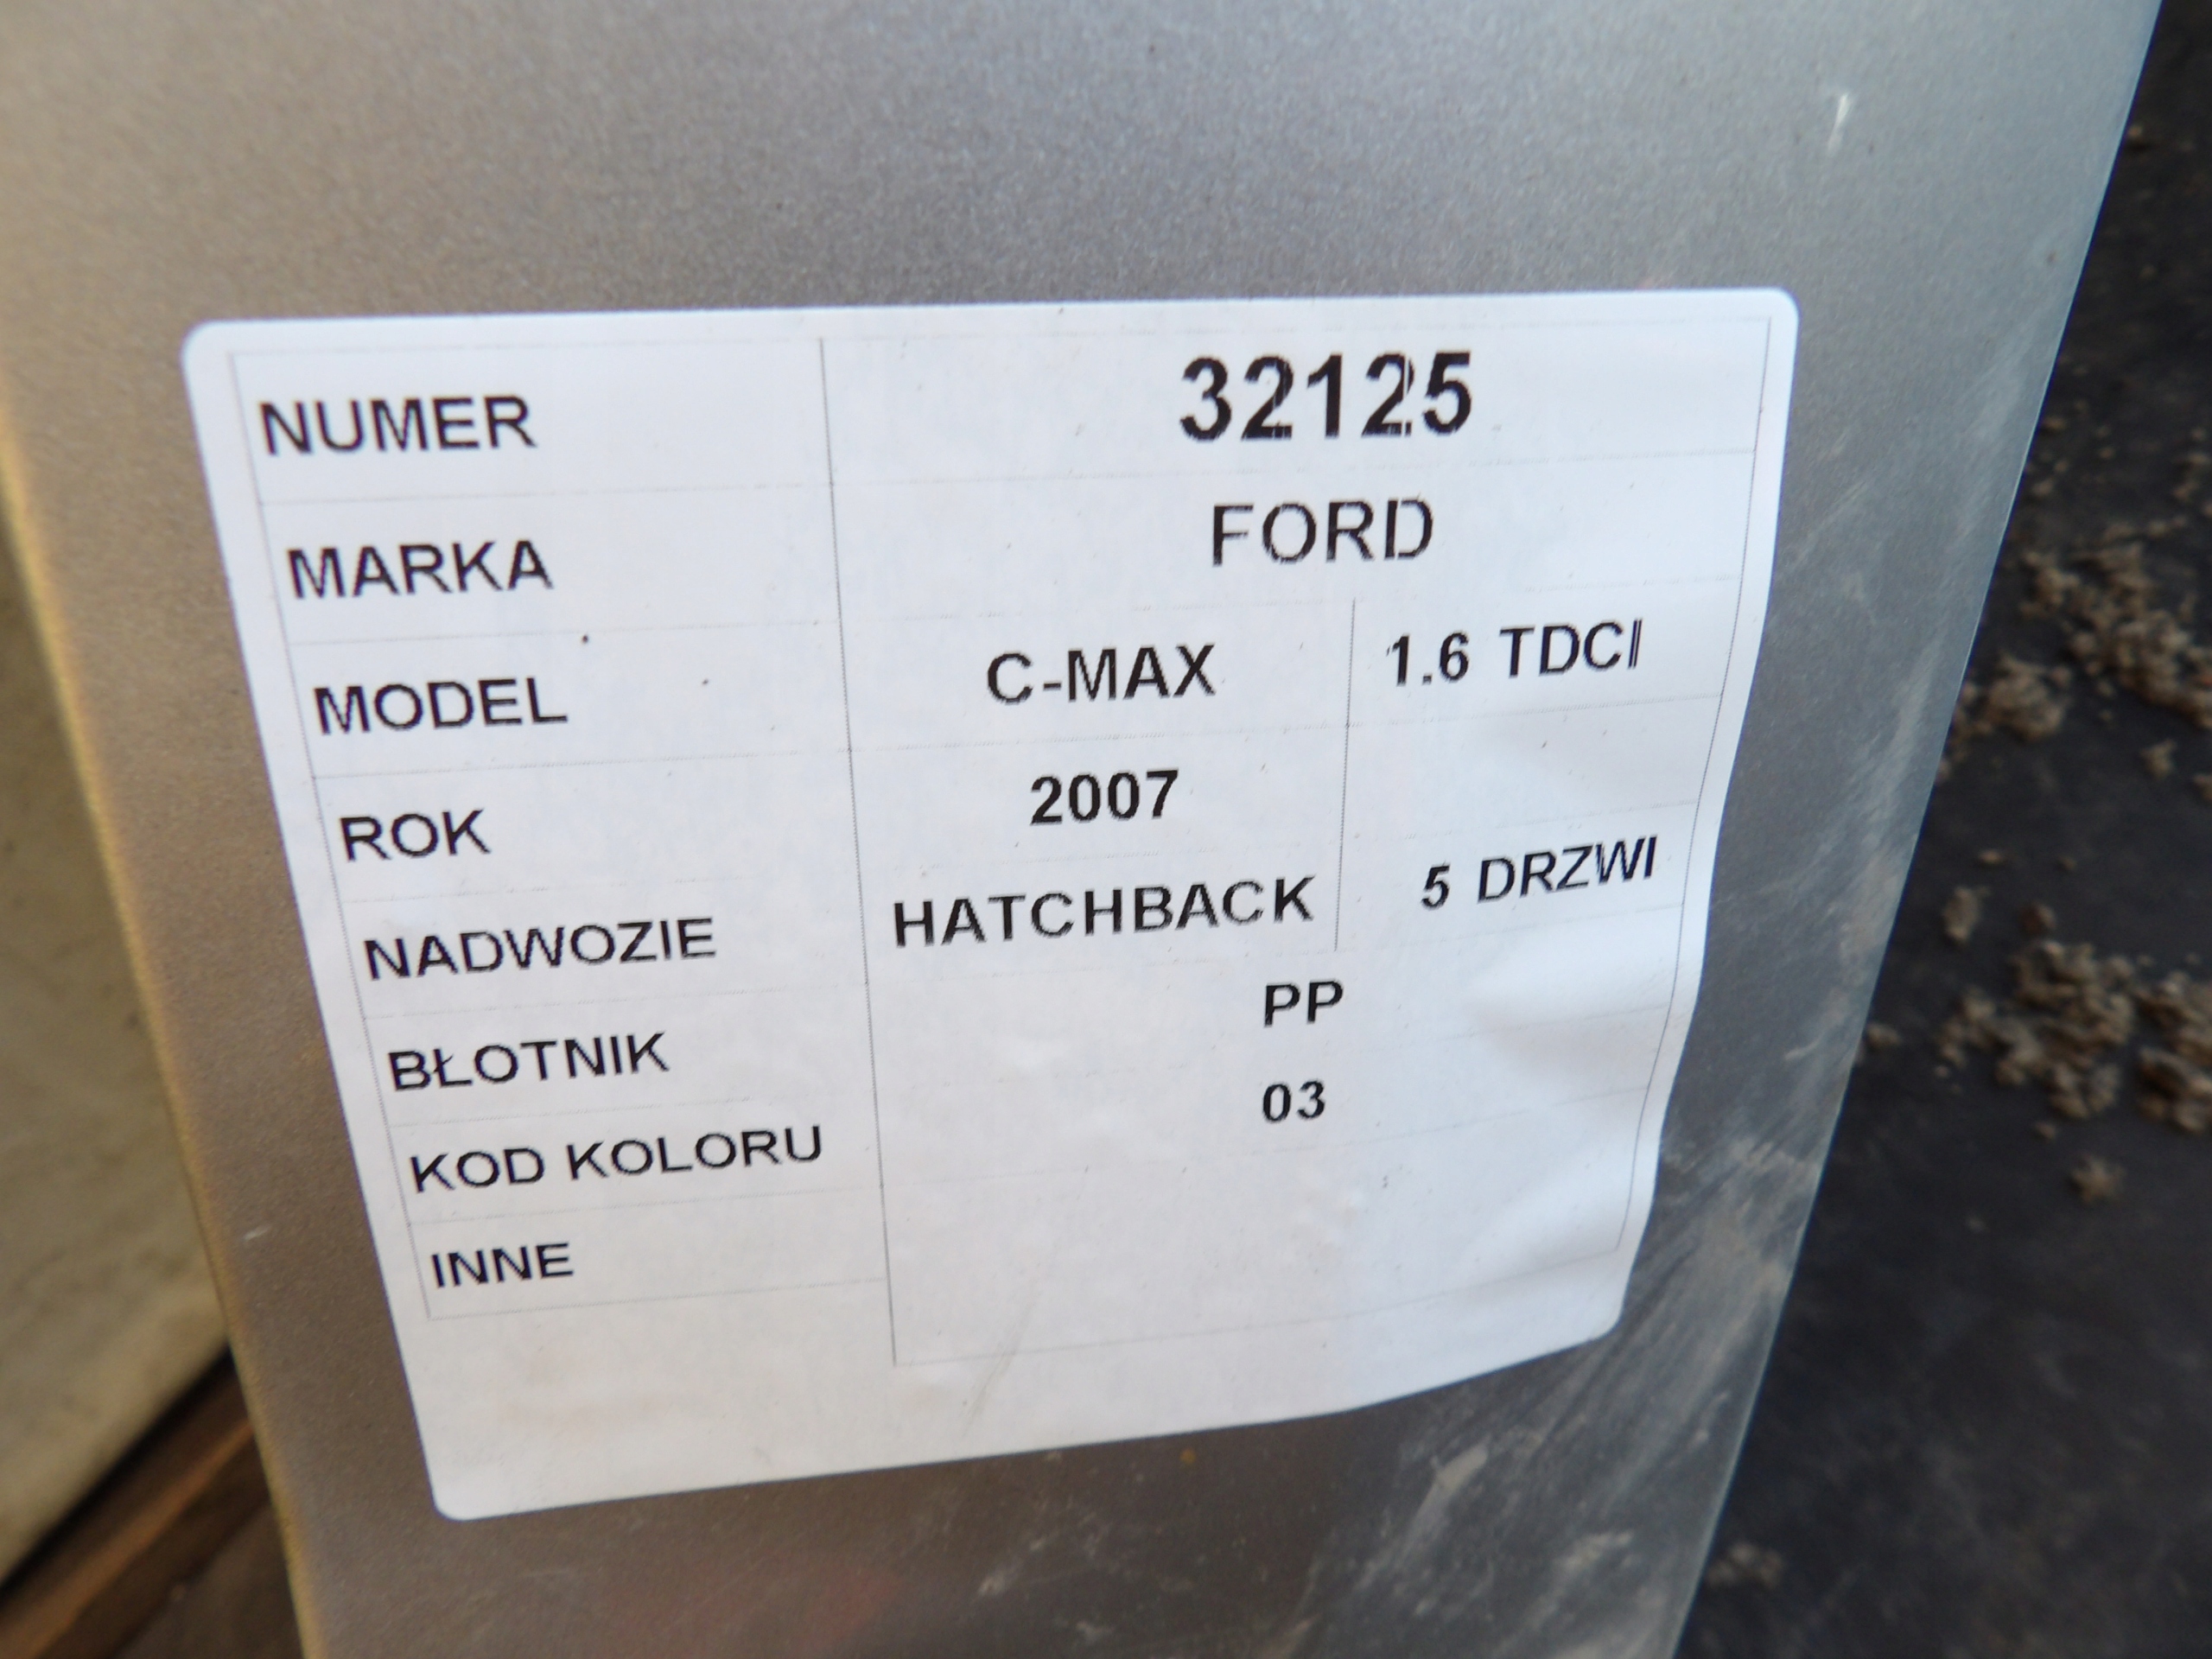 NUMER 32125
MARKA FORD
MODEL C-MAX 1.6 TDCI
ROK 2007
NADWOZIE HATCHBACK 5 DRZWI
BŁOTNIK PP
KOD KOLORU 03
INNE